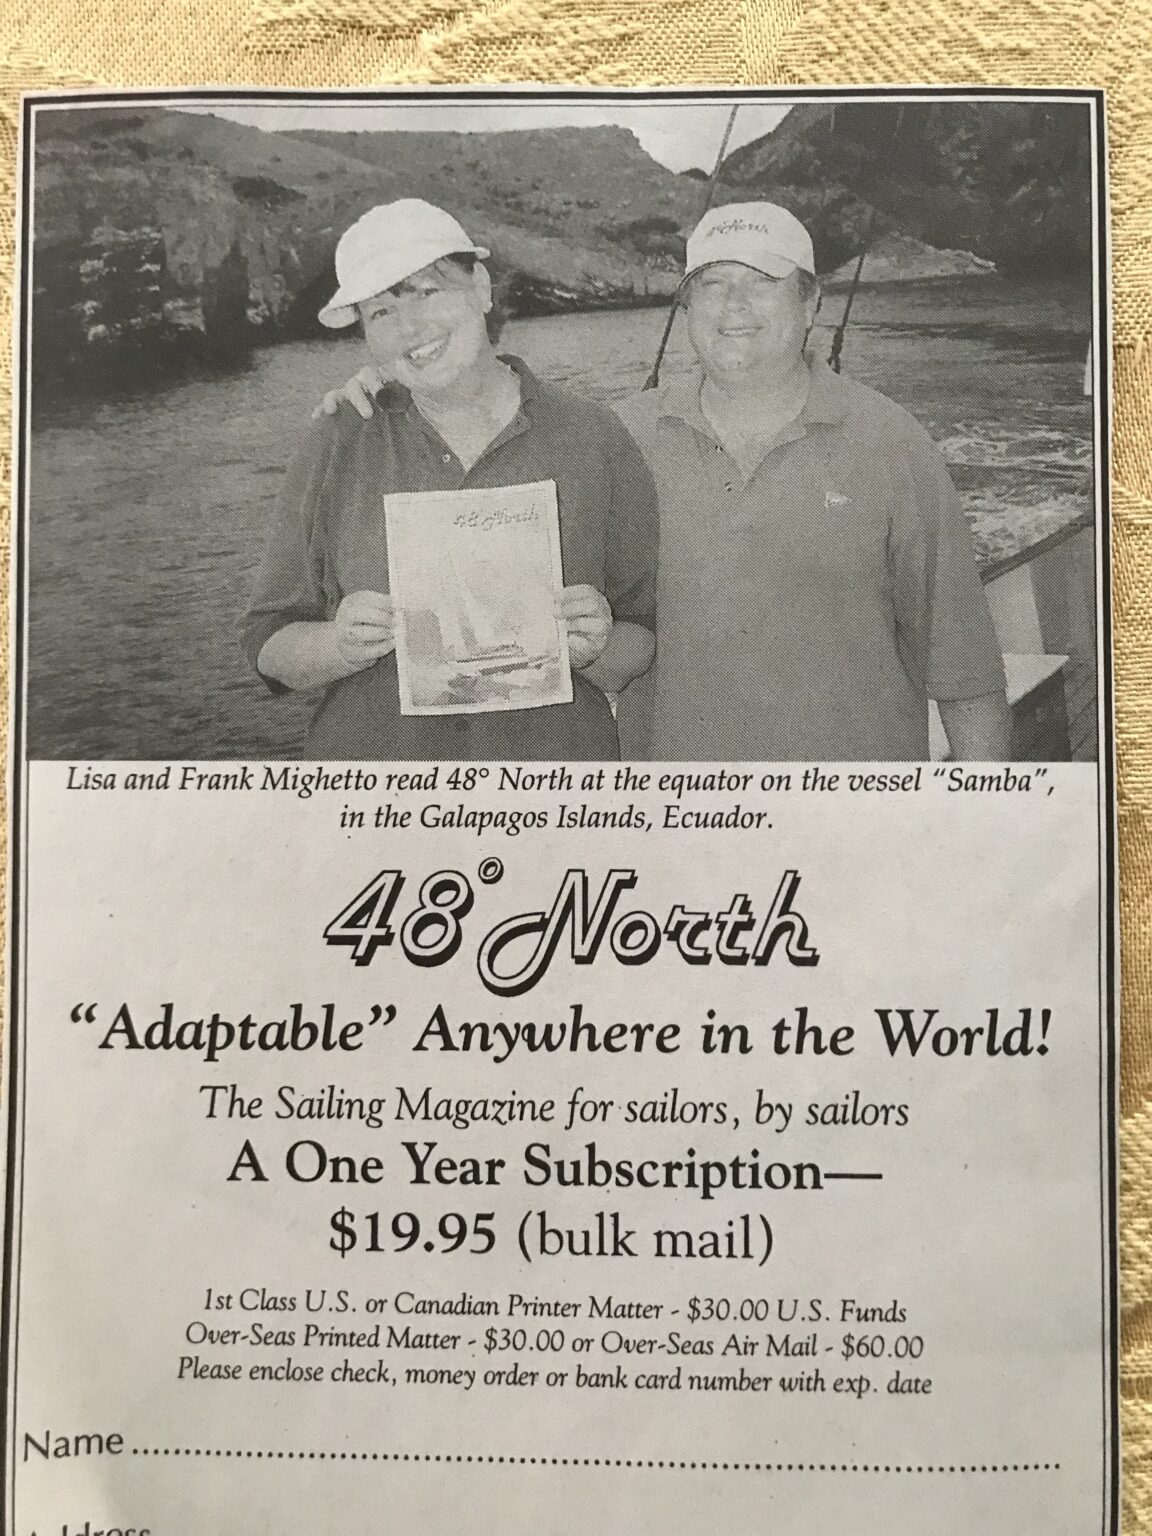 48° North
Lisa and Frank Mighetto read 48° North at the equator on the vessel “Samba”,
in the Galapagos Islands, Ecuador.
48° North
“Adaptable” Anywhere in the World!
The Sailing Magazine for sailors, by sailors
A One Year Subscription—
$19.95 (bulk mail)
1st Class U.S. or Canadian Printer Matter - $30.00 U.S. Funds
Over-Seas Printed Matter - $30.00 or Over-Seas Air Mail - $60.00
Please enclose check, money order or bank card number with exp. date
Name